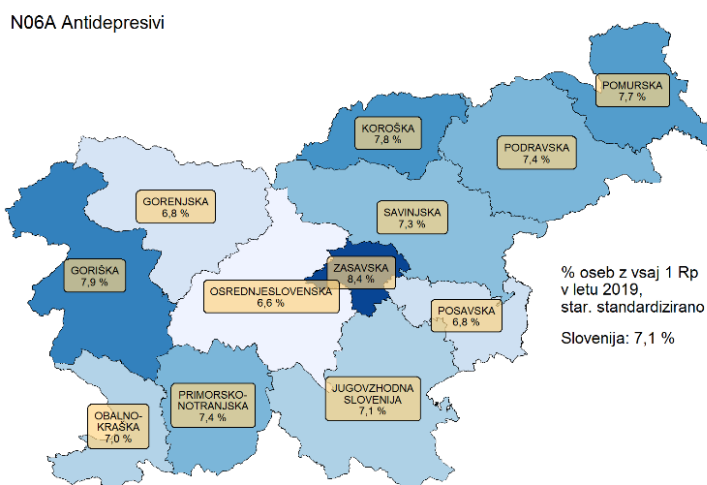 N06A Antidepresivi
POMURSKA
7,7 %
KOROŠKA
7,8 %
PODRAVSKA
7,4 %
GORENJSKA
6,8 %
SAVINJSKA
7,3 %
GORIŠKA
7,9 %
ZASAVSKA
8,4 %
OSREDNJESLOVENSKA
6,6 %
POSAVSKA
6,8 %
% oseb z vsaj 1 Rp
v letu 2019,
star. standardizirano
Slovenija: 7,1 %
JUGOVZHODNA
SLOVENIJA
7,1 %
PRIMORSKO-
NOTRANJSKA
7,4 %
OBALNO-
KRAŠKA
7,0 %